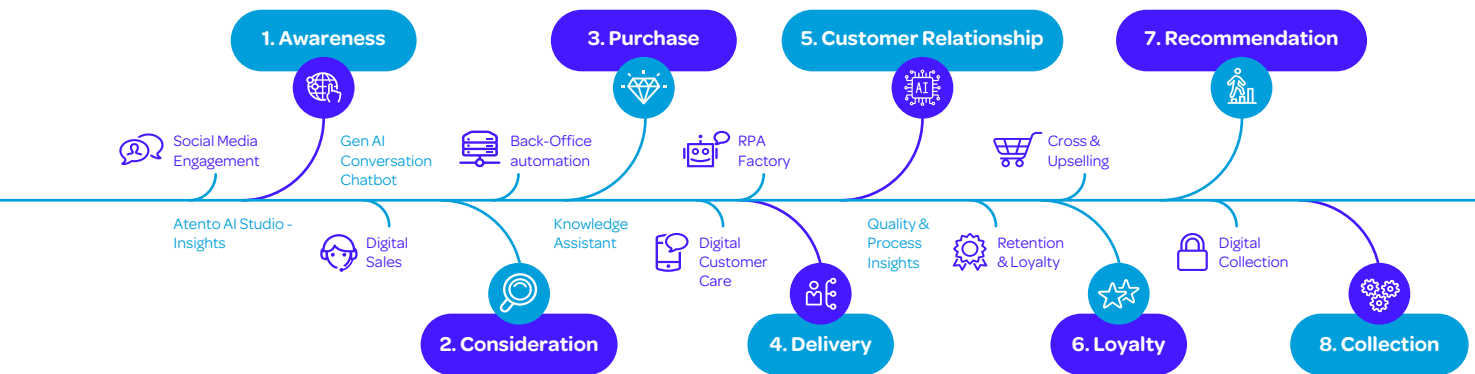 1. Awareness
3. Purchase
5. Customer Relationship
7. Recommendation
AI
Social Media
Engagement
Gen AI
Conversation
Chatbot
Back-Office
automation
RPA
Factory
Cross &
Upselling
Atento AI Studio -
Insights
Digital
Sales
Knowledge
Assistant
Digital
Customer
Care
Quality &
Process
Insights
Retention
& Loyalty
Digital
Collection
2. Consideration
4. Delivery
6. Loyalty
8. Collection